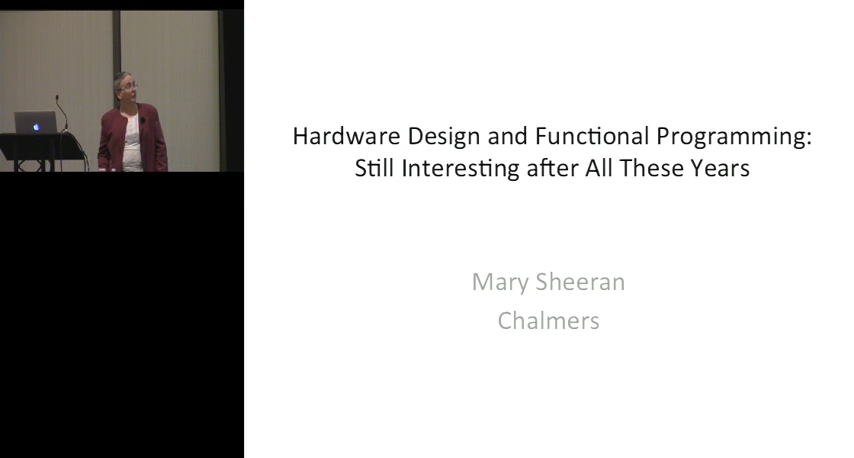 Hardware Design and Functional Programming:
Still Interesting after All These Years
Mary Sheeran
Chalmers